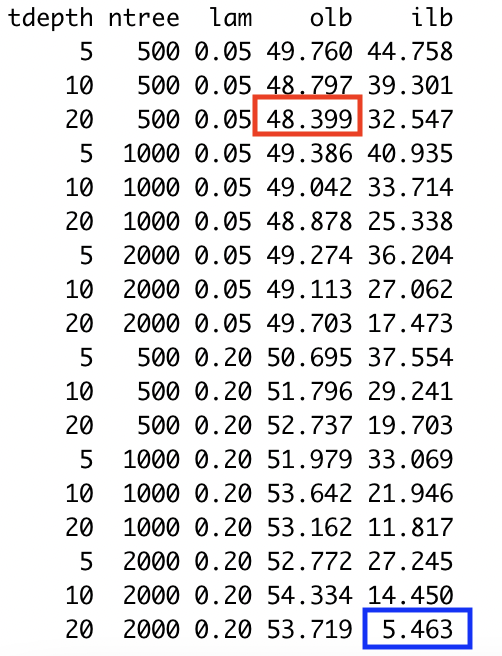 tdepth ntree lam olb ilb
5 500 0.05 49.760 44.758
10 500 0.05 48.797 39.301
20 500 0.05 48.399 32.547
5 1000 0.05 49.386 40.935
10 1000 0.05 49.042 33.714
20 1000 0.05 48.878 25.338
5 2000 0.05 49.274 36.204
10 2000 0.05 49.113 27.062
20 2000 0.05 49.703 17.473
5 500 0.20 50.695 37.554
10 500 0.20 51.796 29.241
20 500 0.20 52.737 19.703
5 1000 0.20 51.979 33.069
10 1000 0.20 53.642 21.946
20 1000 0.20 53.162 11.817
5 2000 0.20 52.772 27.245
10 2000 0.20 54.334 14.450
20 2000 0.20 53.719 5.463